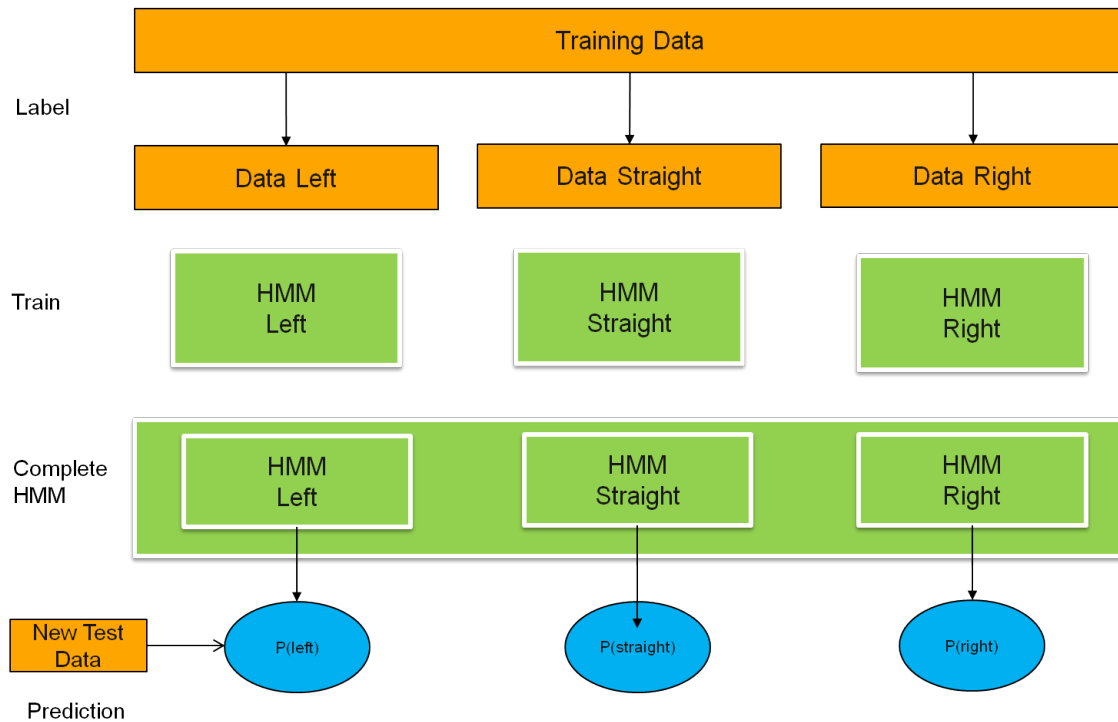 Training Data
Label
Data Left
Data Straight
Data Right
Train
HMM
Left
HMM
Straight
HMM
Right
Complete
HMM
HMM
Left
HMM
Straight
HMM
Right
New Test
Data
P(left)
P(straight)
P(right)
Prediction